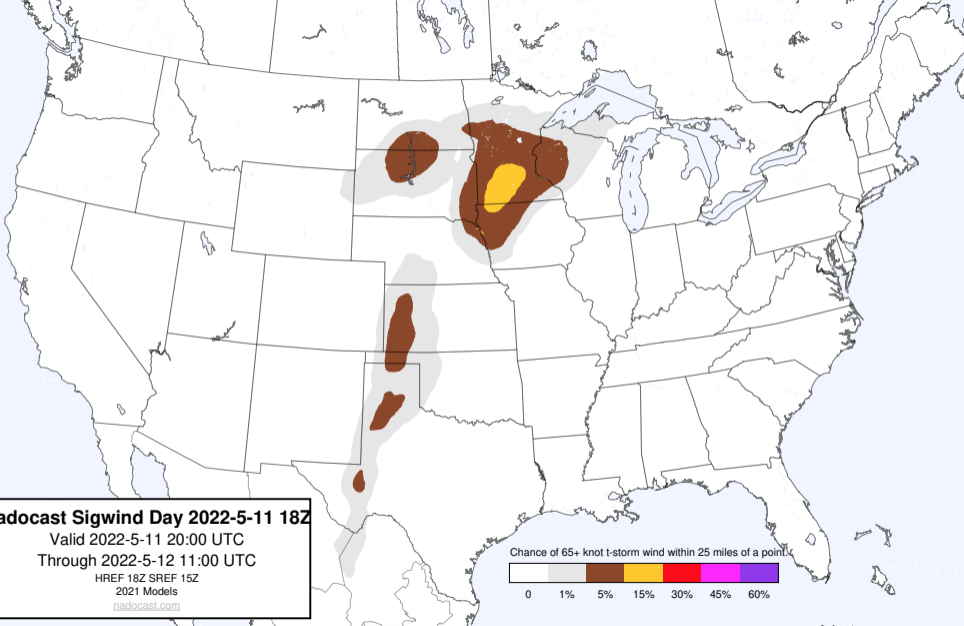 adocast Sigwind Day 2022-5-11 18Z
Valid 2022-5-11 20:00 UTC
Through 2022-5-12 11:00 UTC
HREF 18Z SREF 15Z
2021 Models
nadocast.com
Chance of 65+ knot t-storm wind within 25 miles of a point.
0 1% 5% 15% 30% 45% 60%